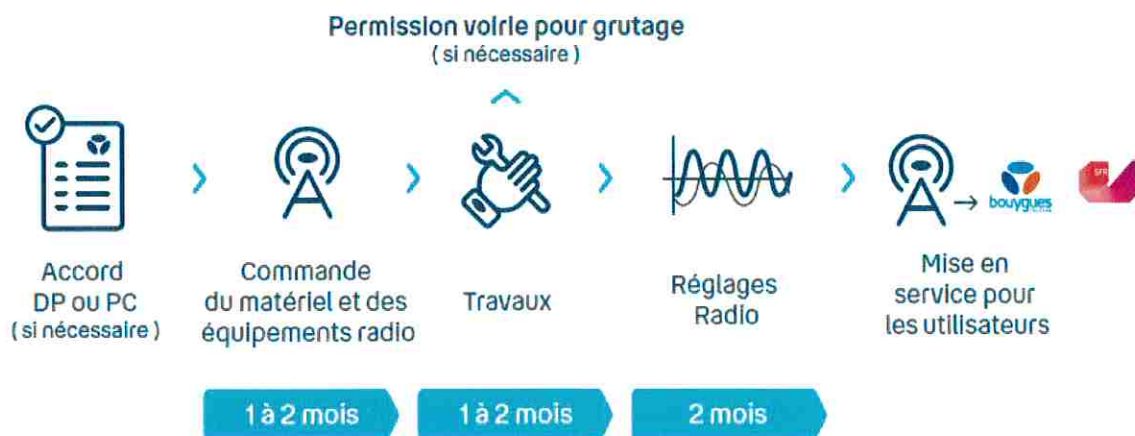 Permission voirie pour grutage
( si nécessaire )
Accord
DP ou PC
( si nécessaire )
Commande
du matériel et des
équipements radio
Travaux
Réglages
Radio
bouygues
SFR
Mise en
service pour
les utilisateurs
1 à 2 mois
1 à 2 mois
2 mois